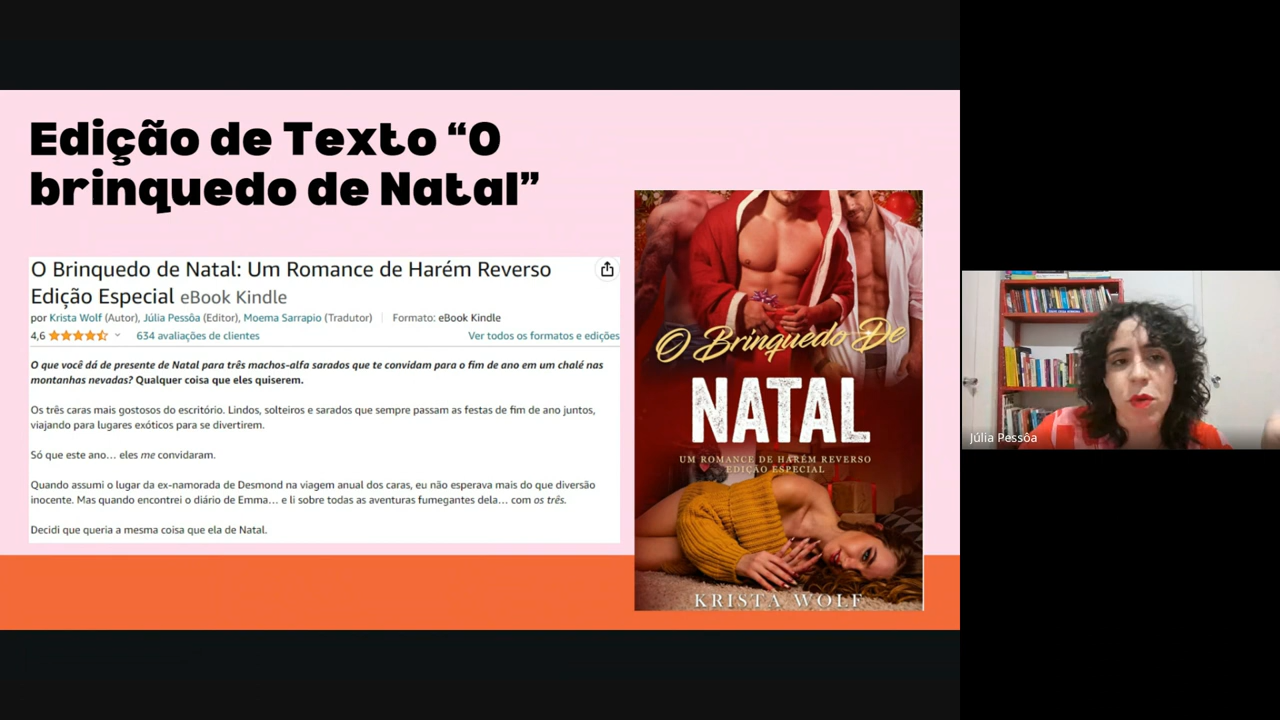 Edição de Texto “O
brinquedo de Natal”
O Brinquedo de Natal: Um Romance de Harém Reverso
Edição Especial eBook Kindle
por Krista Wolf (Autor), Júlia Pessôa (Editor), Moema Sarrapio (Tradutor) Formato: eBook Kindle
4,6 634 avaliações de clientes Ver todos os formatos e edições
O que você dá de presente de Natal para três machos-alfa sarados que te convidam para o fim de ano em um chalé nas
montanhas nevadas? Qualquer coisa que eles quiserem.
Os três caras mais gostosos do escritório. Lindos, solteiros e sarados que sempre passam as festas de fim de ano juntos,
viajando para lugares exóticos para se divertirem.
Só que este ano… eles me convidaram.
Quando assumi o lugar da ex-namorada de Desmond na viagem anual dos caras, eu não esperava mais do que diversão
inocente. Mas quando encontrei o diário de Emma… e li sobre todas as aventuras fumegantes dela… com os três.
Decidi que queria a mesma coisa que ela de Natal.
O Brinquedo De
NATAL
UM ROMANCE DE HARÉM REVERSO
EDIÇÃO ESPECIAL
KRISTA WOLF
Júlia Pessôa